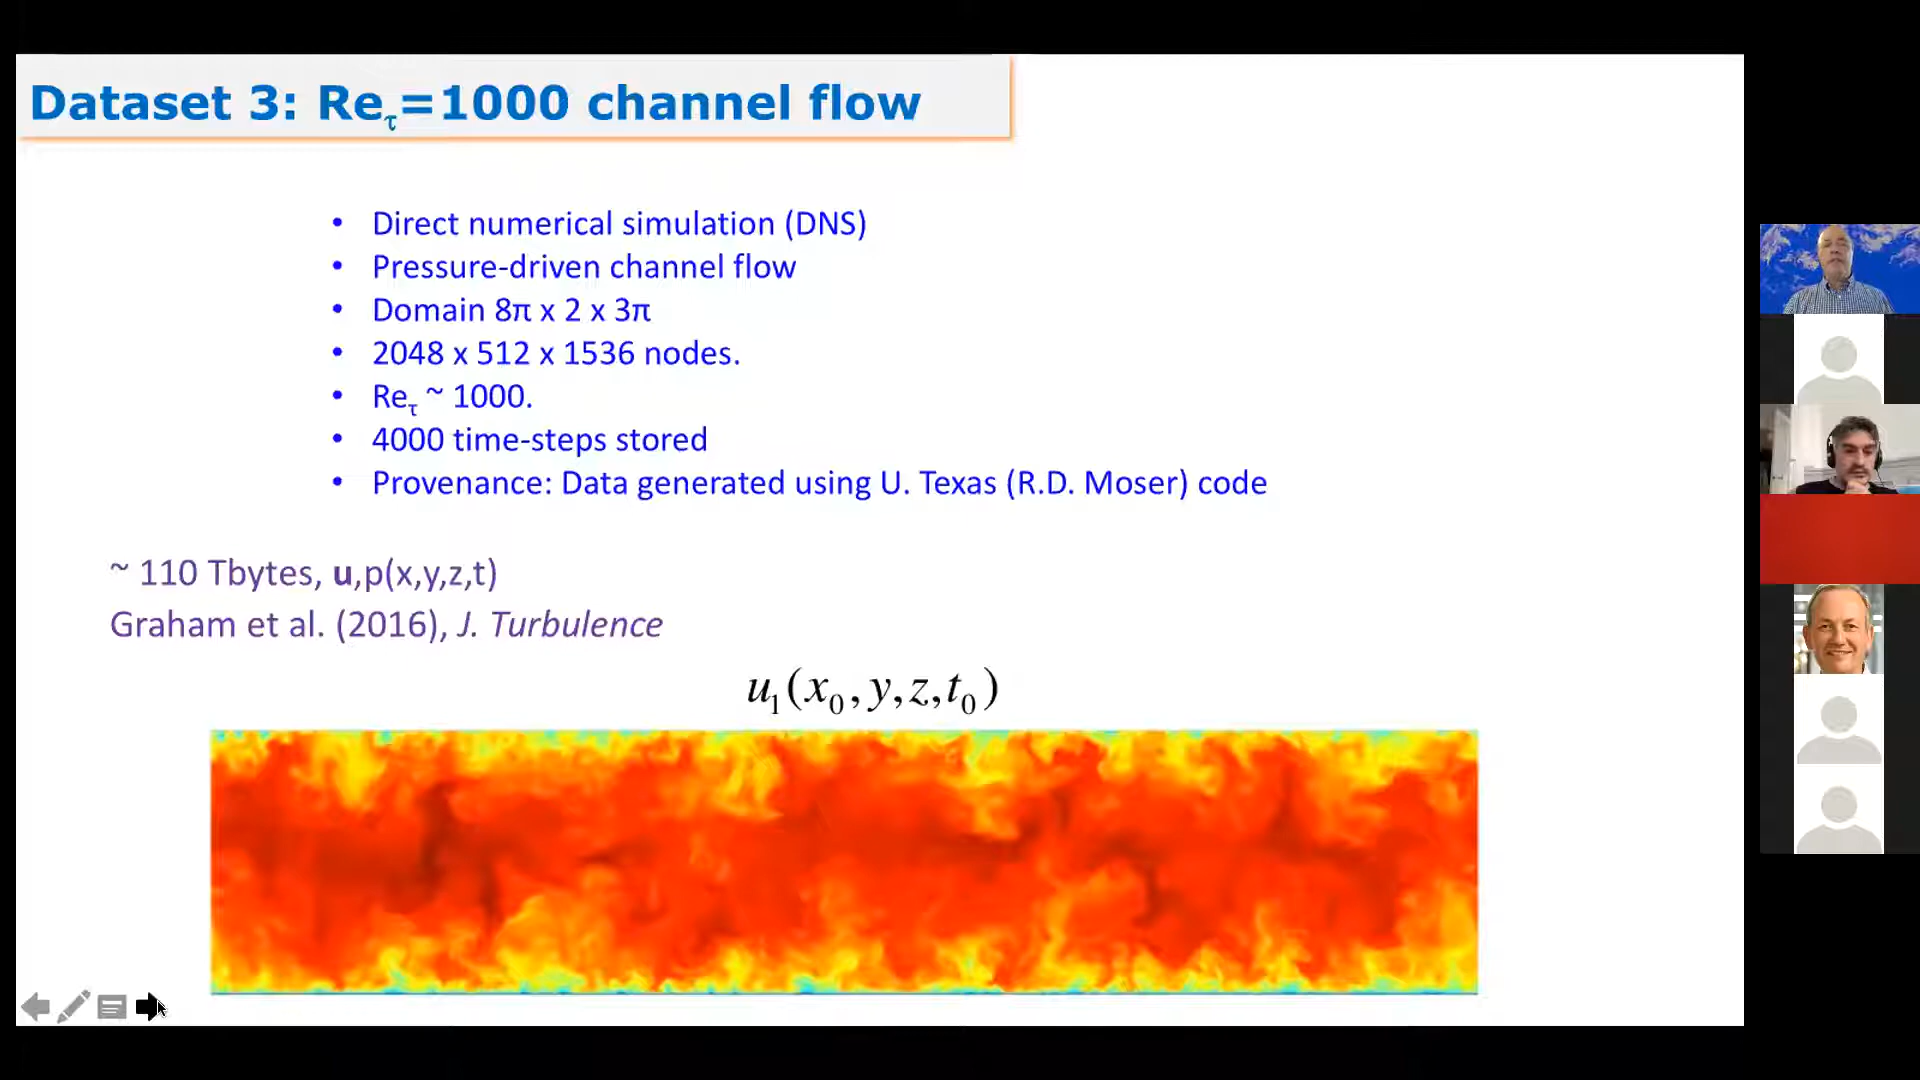 Dataset 3: Reτ=1000 channel flow
• Direct numerical simulation (DNS)
• Pressure-driven channel flow
• Domain 8π x 2 x 3π
• 2048 x 512 x 1536 nodes.
• Reτ ~ 1000.
• 4000 time-steps stored
• Provenance: Data generated using U. Texas (R.D. Moser) code
~ 110 Tbytes, u,p(x,y,z,t)
Graham et al. (2016), J. Turbulence
u₁(x₀,y,z,t₀)